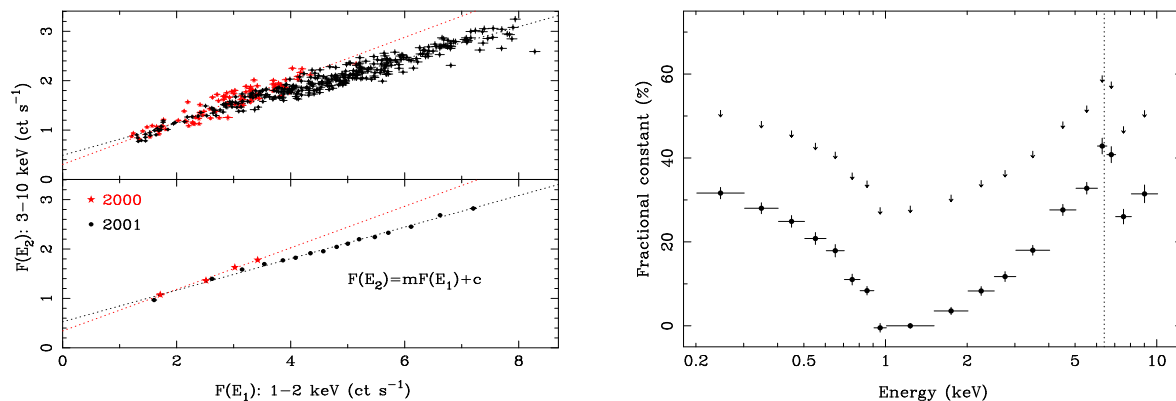 F(E₂): 3−10 keV (ct s⁻¹)
3
2
1
0
3
2
1
0
★ 2000
● 2001
F(E₂)=mF(E₁)+c
0 2 4 6 8
F(E₁): 1−2 keV (ct s⁻¹)
Fractional constant (%)
60
40
20
0
0.2 0.5 1 2 5 10
Energy (keV)